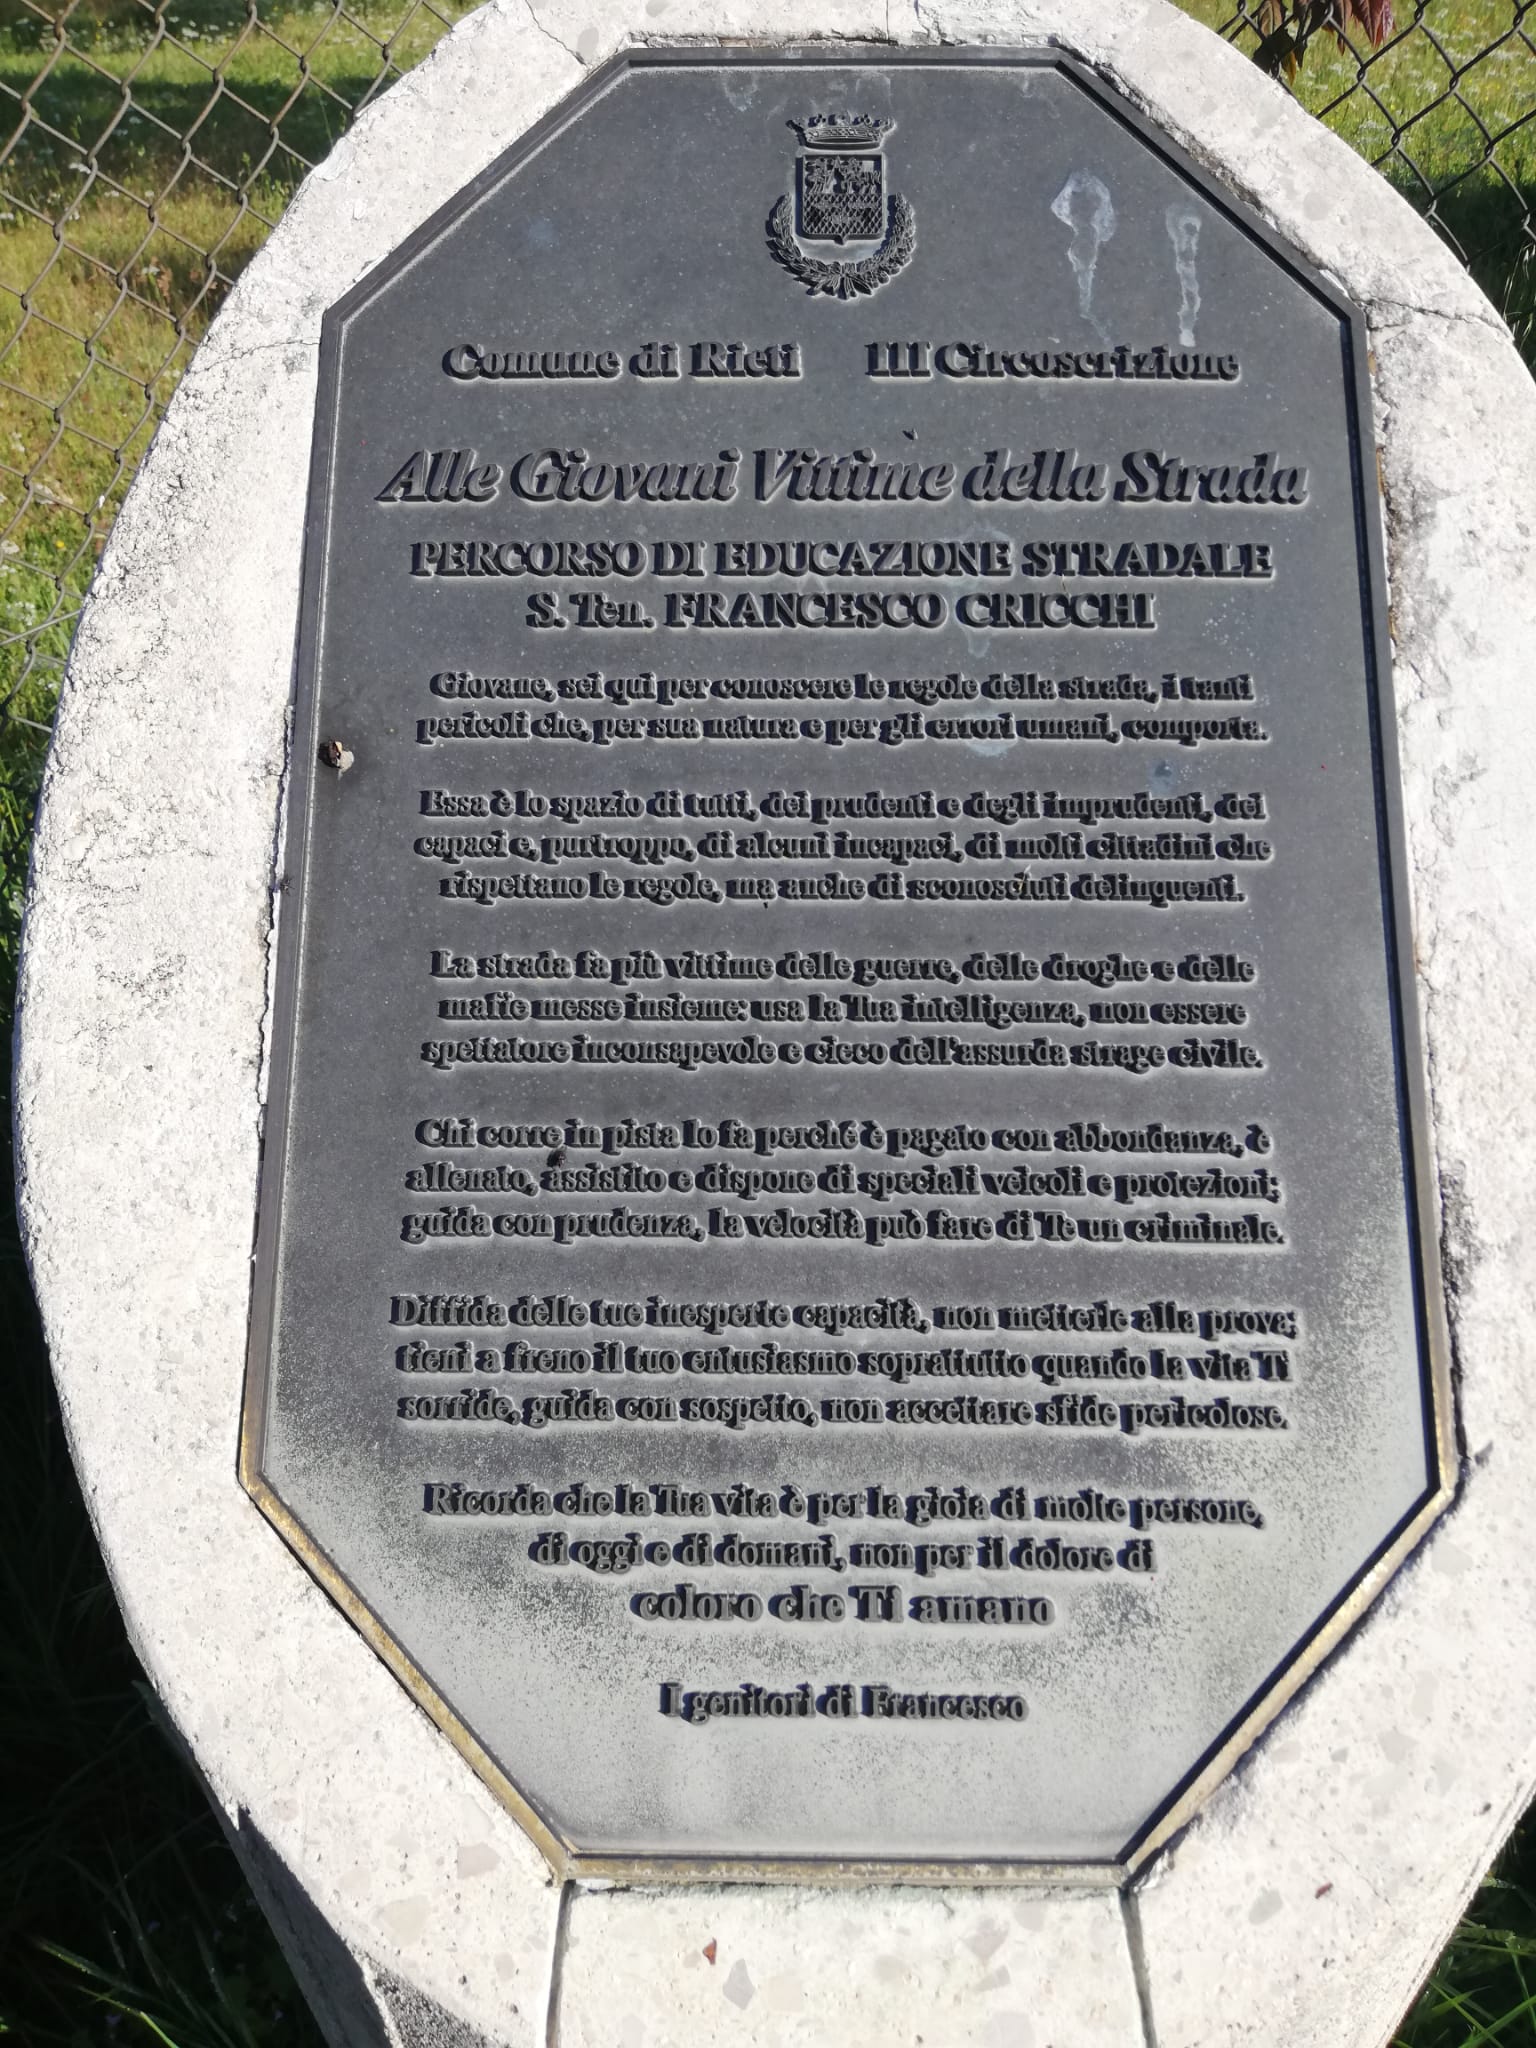 Comune di Rieti III Circoscrizione
Alle Giovani Vittime della Strada
PERCORSO DI EDUCAZIONE STRADALE
S. Ten. FRANCESCO CRICCHI
Giovane, sei qui per conoscere le regole della strada, i tanti
pericoli che, per sua natura e per gli errori umani, comporta.
Essa è lo spazio di tutti, dei prudenti e degli imprudenti, dei
capaci e, purtroppo, di alcuni incapaci, di molti cittadini che
rispettano le regole, ma anche di sconosciuti delinquenti.
La strada fa più vittime delle guerre, delle droghe e delle
mafie messe insieme: usa la Tua intelligenza, non essere
spettatore inconsapevole e cieco dell'assurda strage civile.
Chi corre in pista lo fa perché è pagato con abbondanza, è
allenato, assistito e dispone di speciali veicoli e protezioni;
guida con prudenza, la velocità può fare di Te un criminale.
Diffida delle tue inesperte capacità, non metterle alla prova;
tieni a freno il tuo entusiasmo soprattutto quando la vita Ti
sorride, guida con sospetto, non accettare sfide pericolose.
Ricorda che la Tua vita è per la gioia di molte persone,
di oggi e di domani, non per il dolore di
coloro che Ti amano
I genitori di Francesco